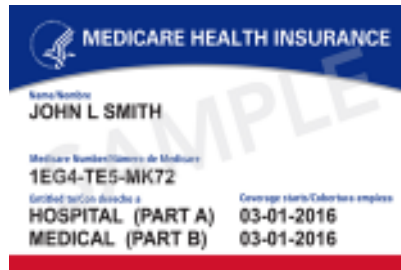 MEDICARE HEALTH INSURANCE
Name/Nombre
JOHN L SMITH
Medicare Number/Número de Medicare
1EG4-TE5-MK72
Entitled to/Con derecho a Coverage starts/Cobertura empieza
HOSPITAL (PART A) 03-01-2016
MEDICAL (PART B) 03-01-2016
SAMPLE